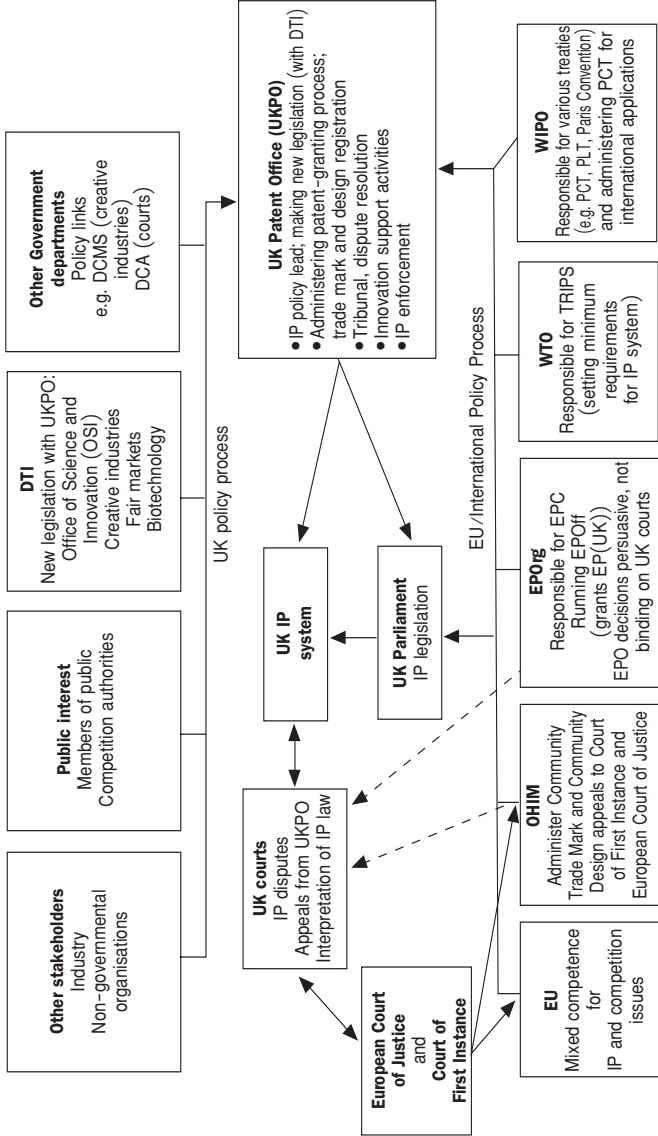 Other stakeholders
Industry
Non-governmental
organisations
Public interest
Members of public
Competition authorities
DTI
New legislation with UKPO:
Office of Science and
Innovation (OSI)
Creative industries
Fair markets
Biotechnology
Other Government
departments
Policy links
e.g. DCMS (creative
industries)
DCA (courts)
UK policy process
UK courts
IP disputes
Appeals from UKPO
Interpretation of IP law
UK IP
system
UK Patent Office (UKPO)
• IP policy lead; making new legislation (with DTI)
• Administering patent-granting process;
trade mark and design registration
• Tribunal, dispute resolution
• Innovation support activities
• IP enforcement
European Court
of Justice
and
Court of
First Instance
UK Parliament
IP legislation
EU/International Policy Process
EU
Mixed competence
for
IP and competition
issues
OHIM
Administer Community
Trade Mark and Community
Design appeals to Court
of First Instance and
European Court of Justice
EPOrg
Responsible for EPC
Running EPOff
(grants EP(UK))
EPO decisions persuasive, not
binding on UK courts
WTO
Responsible for TRIPS
(setting minimum
requirements
for IP system)
WIPO
Responsible for various treaties
(e.g. PCT, PLT, Paris Convention)
and administering PCT for
international applications